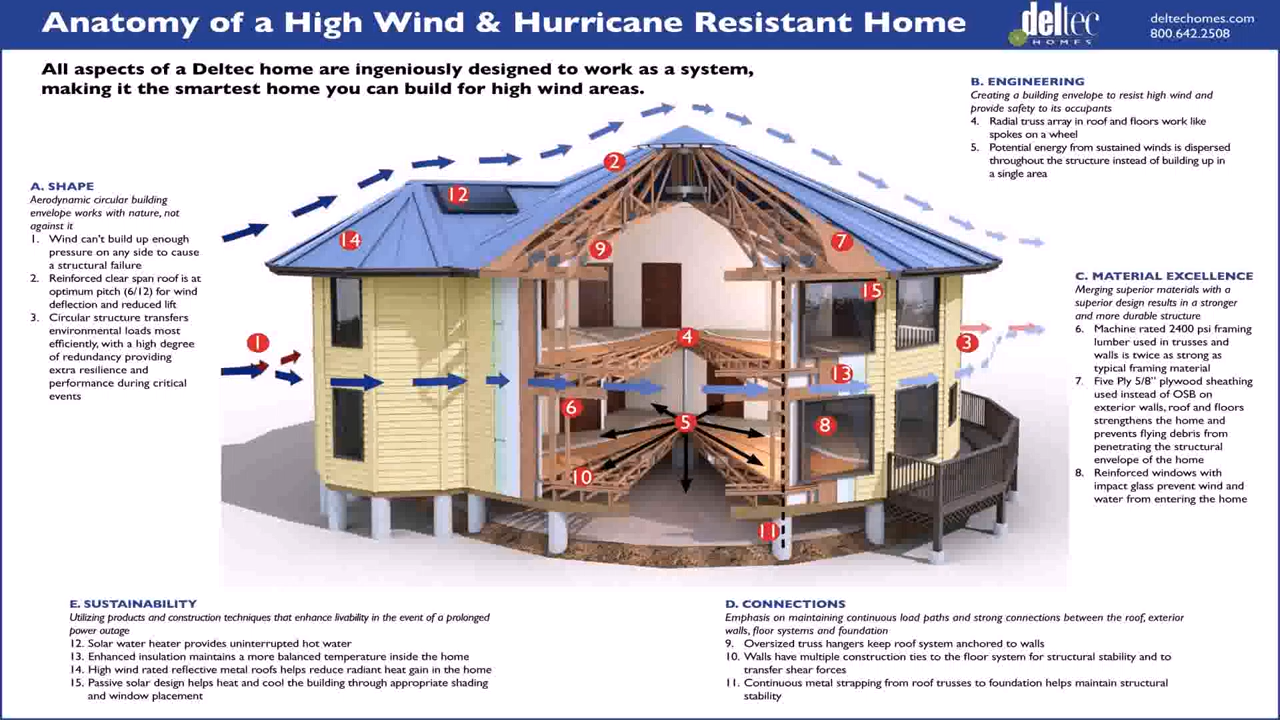 Anatomy of a High Wind & Hurricane Resistant Home
deltec
HOMES
deltechomes.com
800.642.2508
All aspects of a Deltec home are ingeniously designed to work as a system,
making it the smartest home you can build for high wind areas.
A. SHAPE
Aerodynamic circular building
envelope works with nature, not
against it
1. Wind can't build up enough
pressure on any side to cause
a structural failure
2. Reinforced clear span roof is at
optimum pitch (6/12) for wind
deflection and reduced lift
3. Circular structure transfers
environmental loads most
efficiently, with a high degree
of redundancy providing
extra resilience and
performance during critical
events
B. ENGINEERING
Creating a building envelope to resist high wind and
provide safety to its occupants
4. Radial truss array in roof and floors work like
spokes on a wheel
5. Potential energy from sustained winds is dispersed
throughout the structure instead of building up in
a single area
C. MATERIAL EXCELLENCE
Merging superior materials with a
superior design results in a stronger
and more durable structure
6. Machine rated 2400 psi framing
lumber used in trusses and
walls is twice as strong as
typical framing material
7. Five Ply 5/8" plywood sheathing
used instead of OSB on
exterior walls, roof and floors
strengthens the home and
prevents flying debris from
penetrating the structural
envelope of the home
8. Reinforced windows with
impact glass prevent wind and
water from entering the home
2
12
14
9
7
15
1
4
3
13
6
5
8
10
11
E. SUSTAINABILITY
Utilizing products and construction techniques that enhance livability in the event of a prolonged
power outage
12. Solar water heater provides uninterrupted hot water
13. Enhanced insulation maintains a more balanced temperature inside the home
14. High wind rated reflective metal roofs helps redute radiant heat gain in the home
15. Passive solar design helps heat and cool the building through appropriate shading
and window placement
D. CONNECTIONS
Emphasis on maintaining continuous load paths and strong connections between the roof, exterior
walls, floor systems and foundation
9. Oversized truss hangers keep roof system anchored to walls
10. Walls have multiple construction ties to the floor system for structural stability and to
transfer shear forces
11. Continuous metal strapping from roof trusses to foundation helps maintain structural
stability